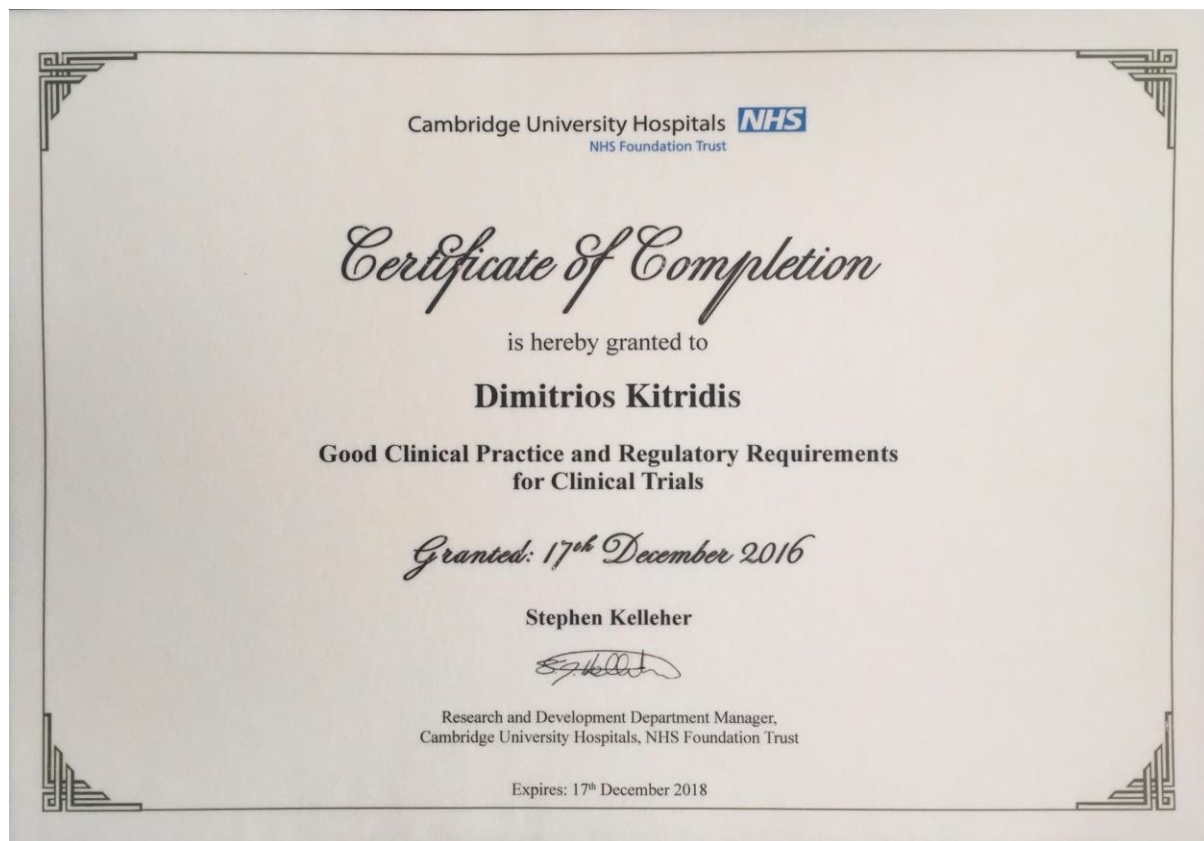 Cambridge University Hospitals NHS
NHS Foundation Trust
Certificate of Completion
is hereby granted to
Dimitrios Kitridis
Good Clinical Practice and Regulatory Requirements
for Clinical Trials
Granted: 17th December 2016
Stephen Kelleher
Research and Development Department Manager,
Cambridge University Hospitals, NHS Foundation Trust
Expires: 17th December 2018